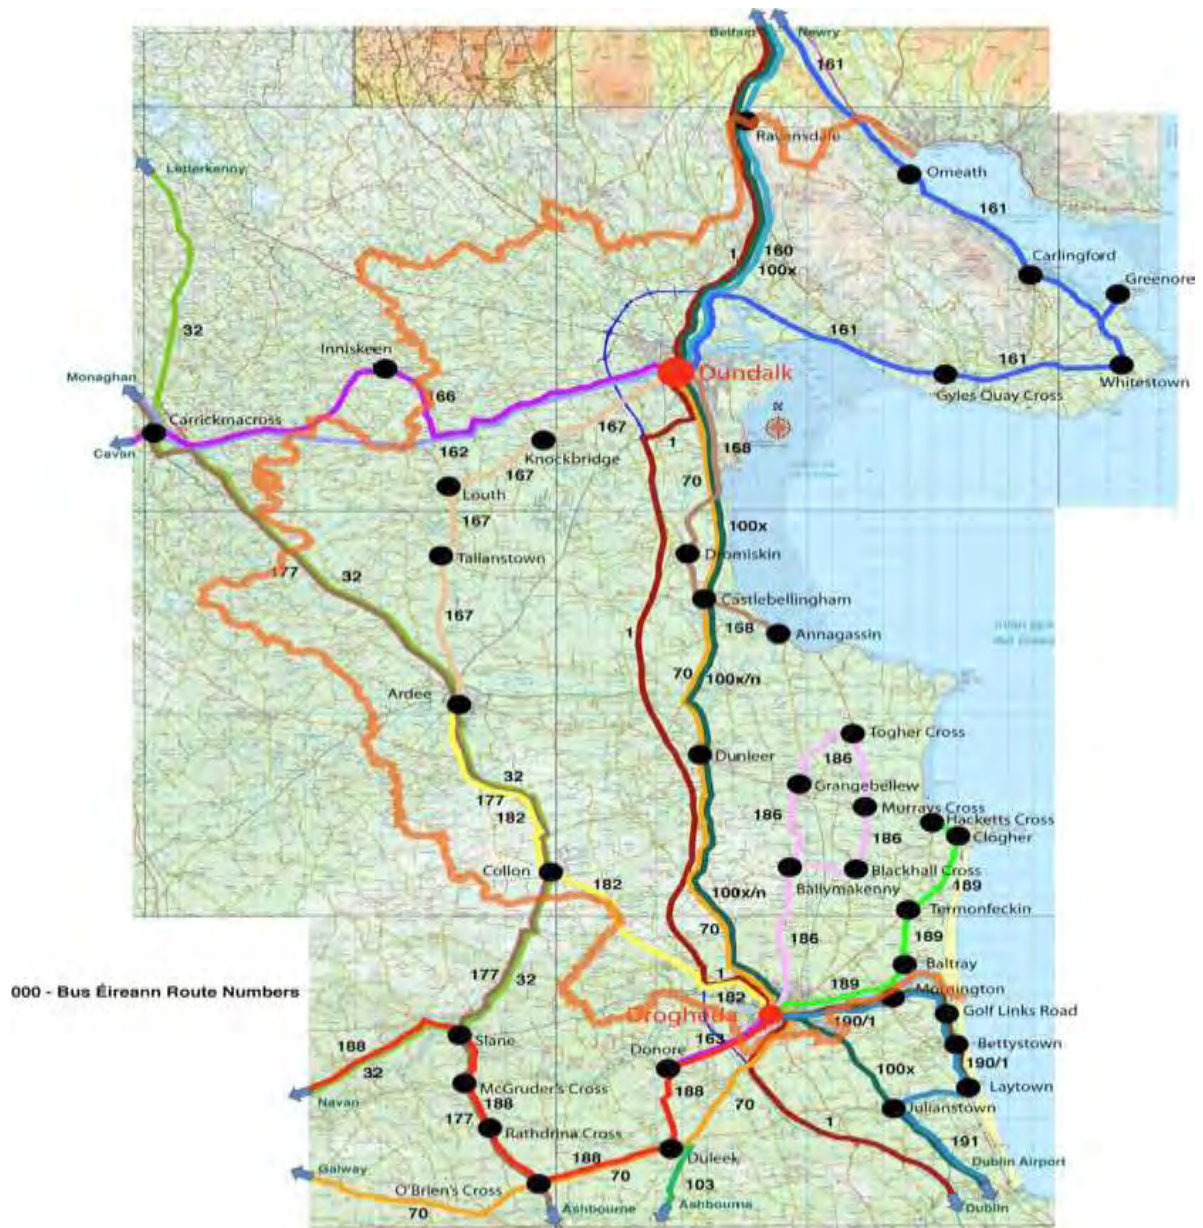 Belfast
Newry
161
Ravensdale
Letterkenny
Omeath
161
160
1
100x
Carlingford
Greenore
32
161
161
Inniskeen
Monaghan
Dundalk
Whitestown
Gyles Quay Cross
166
Carrickmacross
N
167
1
168
Cavan
162
Knockbridge
70
167
Louth
167
100x
Tallanstown
Dromiskin
177
32
Castlebellingham
167
168
Annagassin
1
70
100x/n
Ardee
Togher Cross
Dunleer
186
32
Grangebellew
177
Murrays Cross
182
186
Hacketts Cross
186
Clogher
Collon
Blackhall Cross
182
Ballymakenny
189
100x/n
Termonfeckin
70
186
189
177
32
1
Baltray
189
000 - Bus Éireann Route Numbers
182
Mornington
Drogheda
Golf Links Road
190/1
163
Slane
Donore
Bettystown
188
190/1
32
100x
McGruder's Cross
188
Laytown
Navan
188
70
Julianstown
177
1
Rathdrina Cross
191
188
Duleek
Dublin Airport
Galway
70
O'Brien's Cross
103
70
Ashbourne
Ashbourne
Dublin